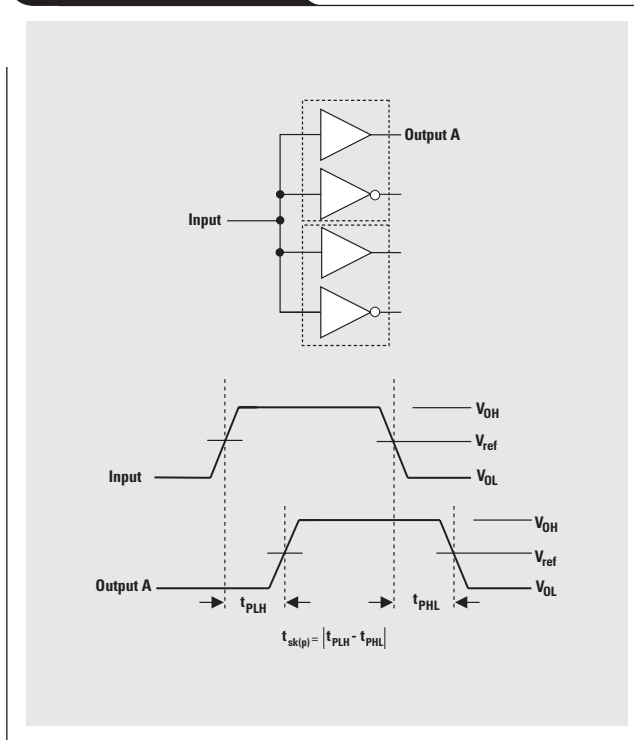 Output A
Input
V_OH
V_ref
Input
V_OL
V_OH
V_ref
Output A
V_OL
t_PLH
t_PHL
t_sk(p) = |t_PLH - t_PHL|